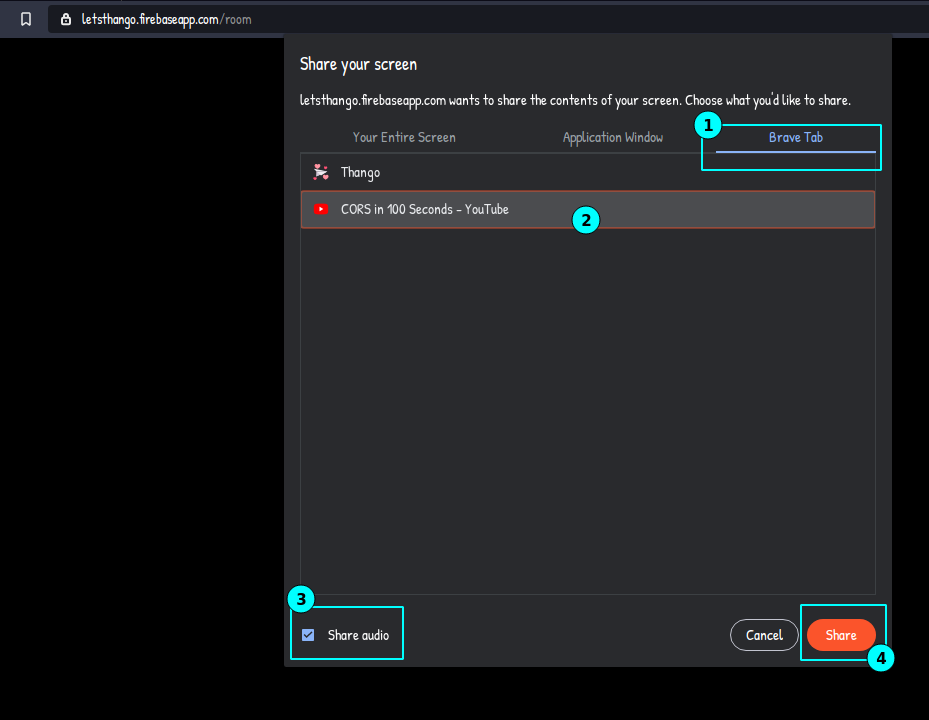 letsthango.firebaseapp.com/room
Share your screen
letsthango.firebaseapp.com wants to share the contents of your screen. Choose what you'd like to share.
Your Entire Screen Application Window 1 Brave Tab
Thango
CORS in 100 Seconds - YouTube 2
3
Share audio Cancel Share
4